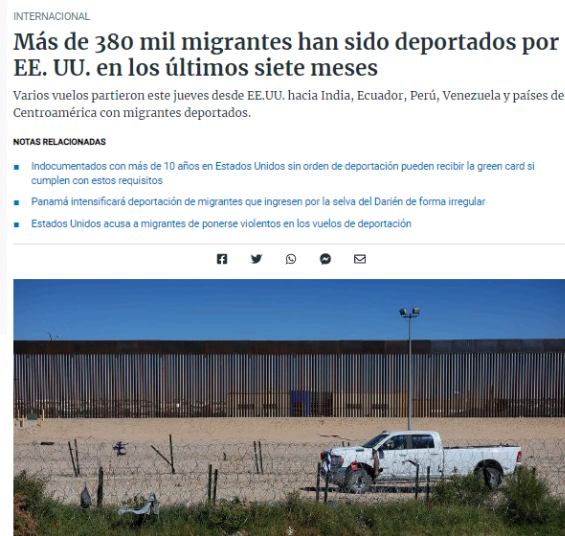 INTERNACIONAL
Más de 380 mil migrantes han sido deportados por
EE. UU. en los últimos siete meses
Varios vuelos partieron este jueves desde EE.UU. hacia India, Ecuador, Perú, Venezuela y países de
Centroamérica con migrantes deportados.
NOTAS RELACIONADAS
Indocumentados con más de 10 años en Estados Unidos sin orden de deportación pueden recibir la green card si
cumplen con estos requisitos
Panamá intensificará deportación de migrantes que ingresen por la selva del Darién de forma irregular
Estados Unidos acusa a migrantes de ponerse violentos en los vuelos de deportación